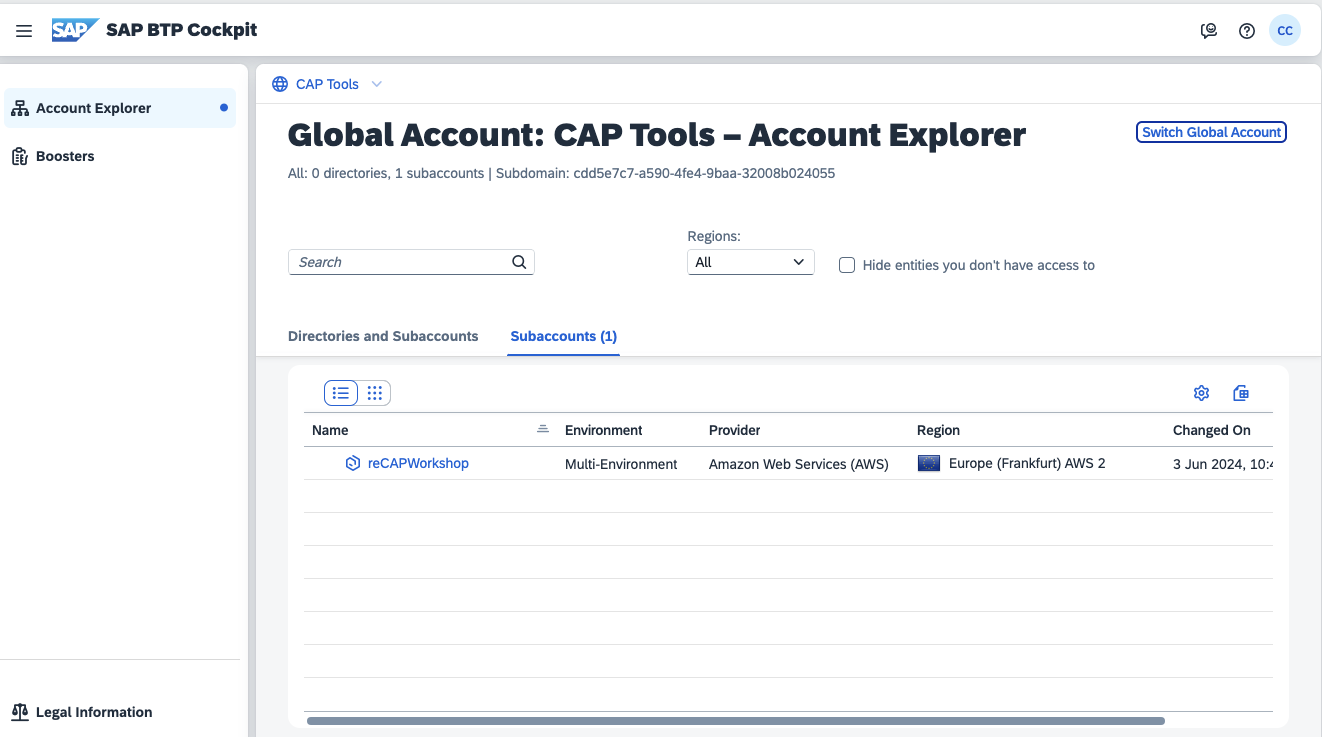 SAP SAP BTP Cockpit
CC
CAP Tools
Account Explorer
Boosters
Legal Information
Global Account: CAP Tools – Account Explorer
Switch Global Account
All: 0 directories, 1 subaccounts | Subdomain: cdd5e7c7-a590-4fe4-9baa-32008b024055
Regions:
Search
All
Hide entities you don't have access to
Directories and Subaccounts Subaccounts (1)
Name Environment Provider Region Changed On
reCAPWorkshop Multi-Environment Amazon Web Services (AWS) Europe (Frankfurt) AWS 2 3 Jun 2024, 10:4